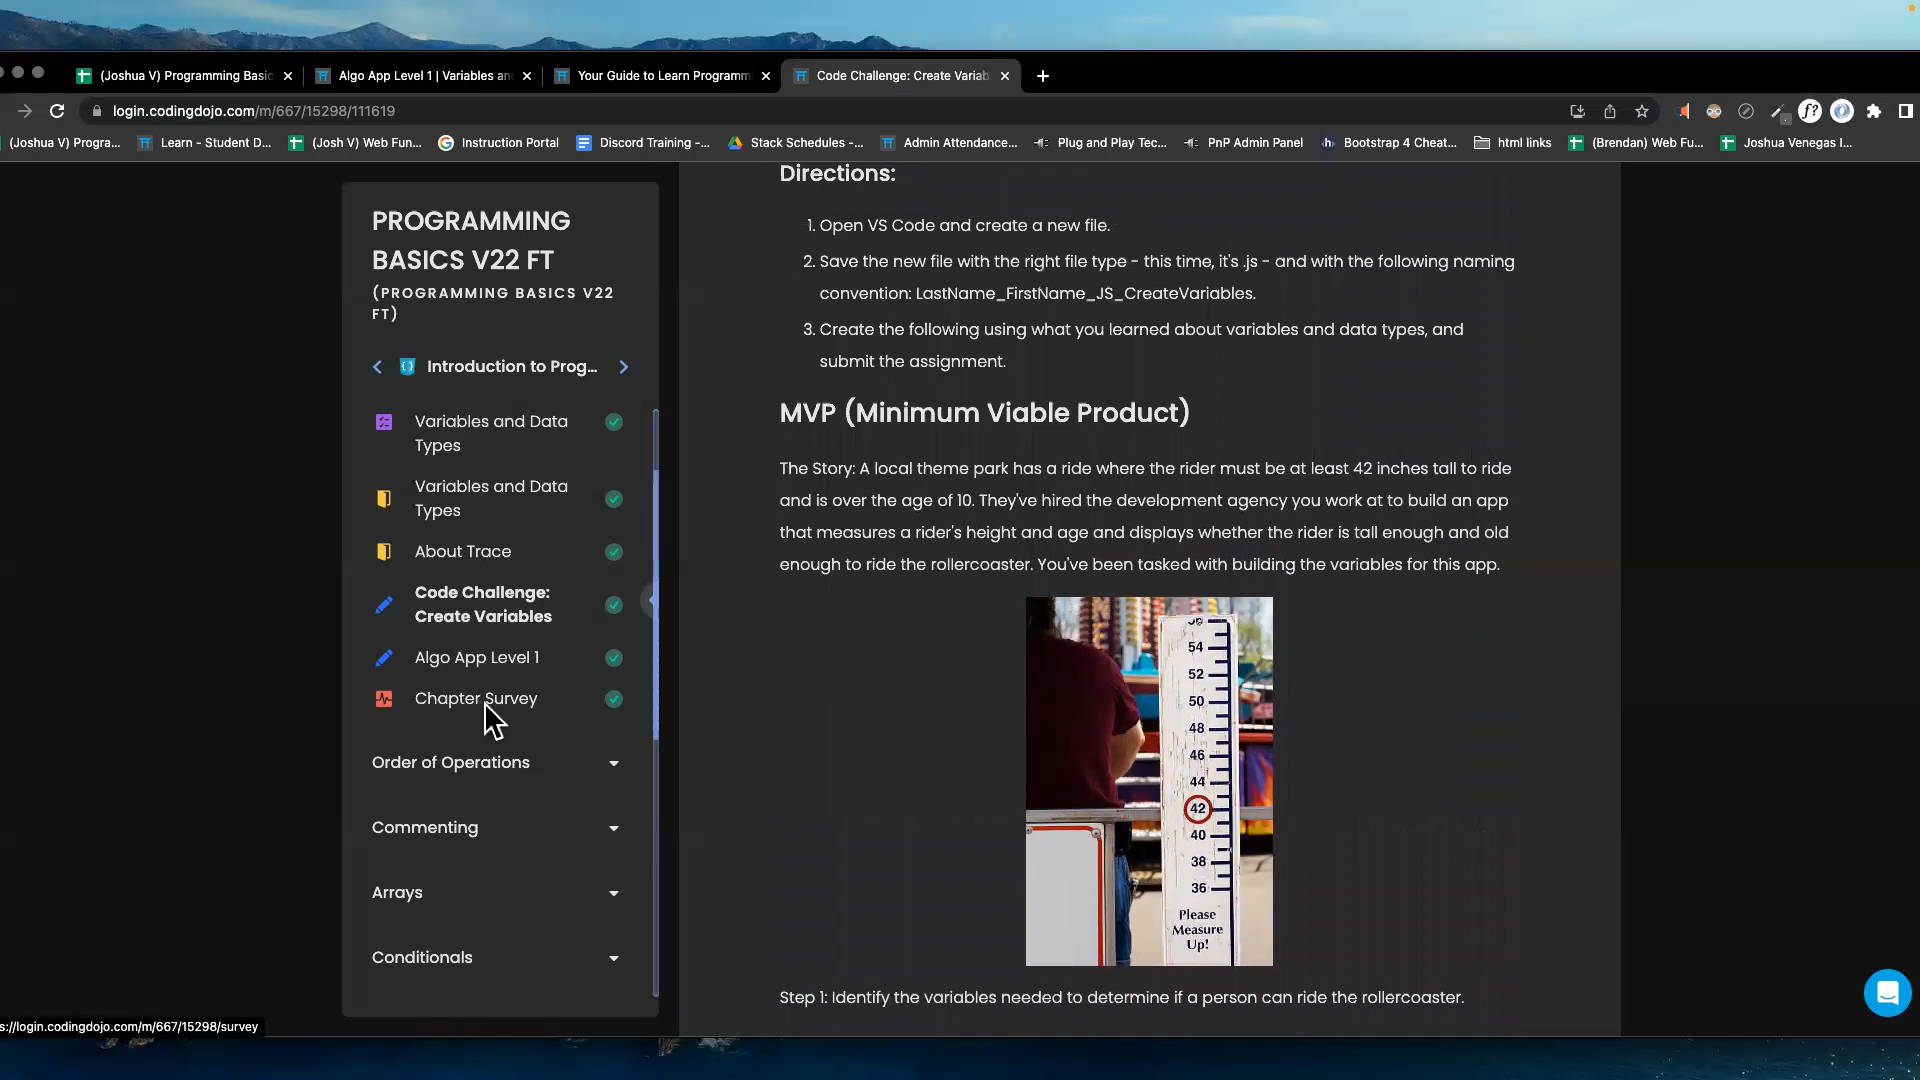 (Joshua V) Programming Basic
Algo App Level 1 | Variables an
Your Guide to Learn Programmi
Code Challenge: Create Variab
login.codingdojo.com/m/667/15298/111619
(Joshua V) Progra...
Learn - Student D...
(Josh V) Web Fun...
Instruction Portal
Discord Training -...
Stack Schedules -...
Admin Attendance...
Plug and Play Tec...
PnP Admin Panel
Bootstrap 4 Cheat...
html links
(Brendan) Web Fu...
Joshua Venegas I...
PROGRAMMING
BASICS V22 FT
(PROGRAMMING BASICS V22
FT)
Introduction to Prog...
Variables and Data
Types
Variables and Data
Types
About Trace
Code Challenge:
Create Variables
Algo App Level 1
Chapter Survey
Order of Operations
Commenting
Arrays
Conditionals
Directions:
1. Open VS Code and create a new file.
2. Save the new file with the right file type - this time, it's .js - and with the following naming
convention: LastName_FirstName_JS_CreateVariables.
3. Create the following using what you learned about variables and data types, and
submit the assignment.
MVP (Minimum Viable Product)
The Story: A local theme park has a ride where the rider must be at least 42 inches tall to ride
and is over the age of 10. They've hired the development agency you work at to build an app
that measures a rider's height and age and displays whether the rider is tall enough and old
enough to ride the rollercoaster. You've been tasked with building the variables for this app.
56
54
52
50
48
46
44
42
40
38
36
Please
Measure
Up!
Step 1: Identify the variables needed to determine if a person can ride the rollercoaster.
s://login.codingdojo.com/m/667/15298/survey